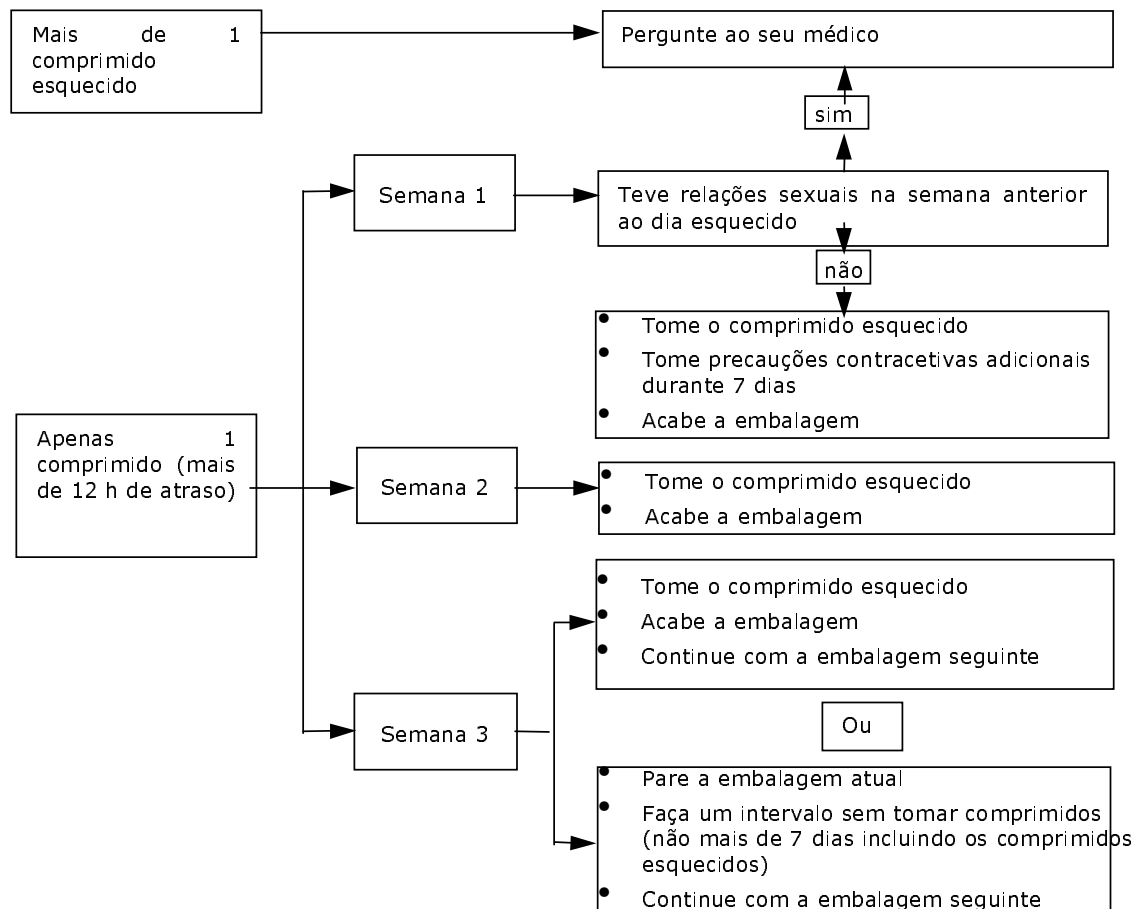 Mais de 1
comprimido
esquecido
Pergunte ao seu médico
sim
Semana 1
Teve relações sexuais na semana anterior
ao dia esquecido
não
• Tome o comprimido esquecido
• Tome precauções contracetivas adicionais
durante 7 dias
• Acabe a embalagem
Apenas 1
comprimido (mais
de 12 h de atraso)
Semana 2
• Tome o comprimido esquecido
• Acabe a embalagem
• Tome o comprimido esquecido
• Acabe a embalagem
• Continue com a embalagem seguinte
Semana 3
Ou
• Pare a embalagem atual
• Faça um intervalo sem tomar comprimidos
(não mais de 7 dias incluindo os comprimidos
esquecidos)
• Continue com a embalagem seguinte